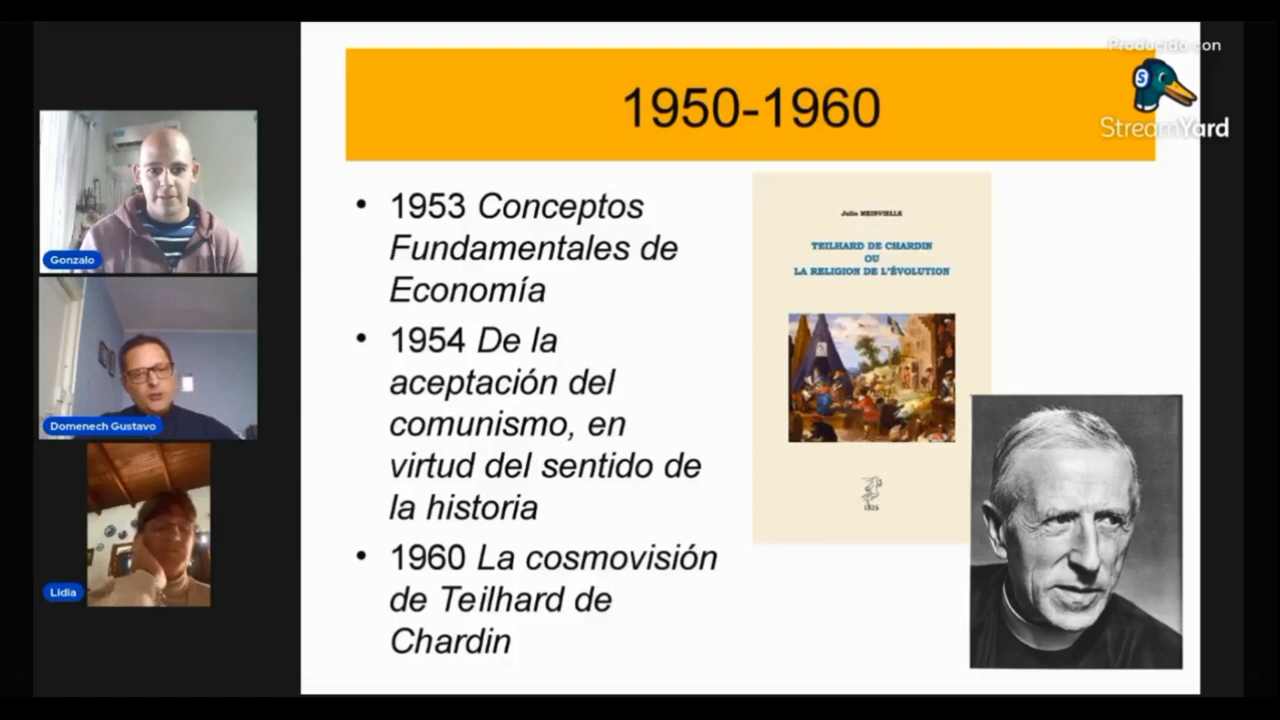 1950-1960
Producido con
StreamYard
S
• 1953 Conceptos
Fundamentales de
Economía
• 1954 De la
aceptación del
comunismo, en
virtud del sentido de
la historia
• 1960 La cosmovisión
de Teilhard de
Chardin
Julio MEINVIELLE
TEILHARD DE CHARDIN
OU
LA RELIGION DE L'ÉVOLUTION
IRIS
Gonzalo
Domenech Gustavo
Lidia